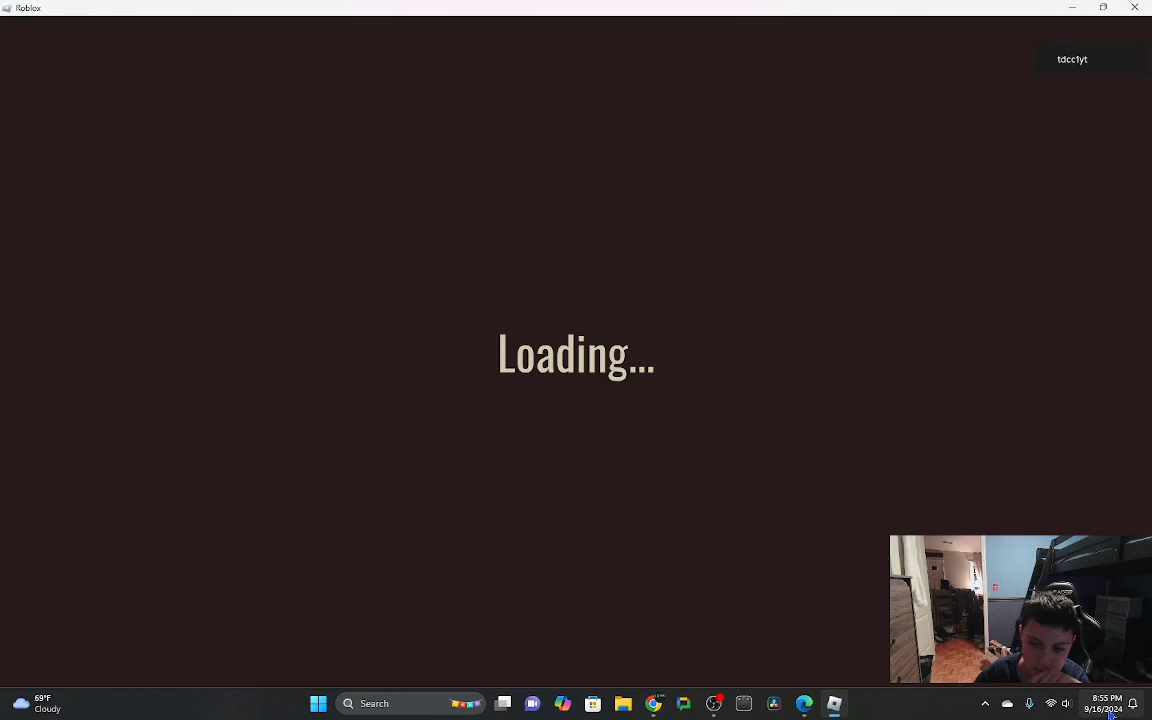 Roblox
tdcc1yt
Loading...
69°F
Cloudy
Search
8:55 PM
9/16/2024